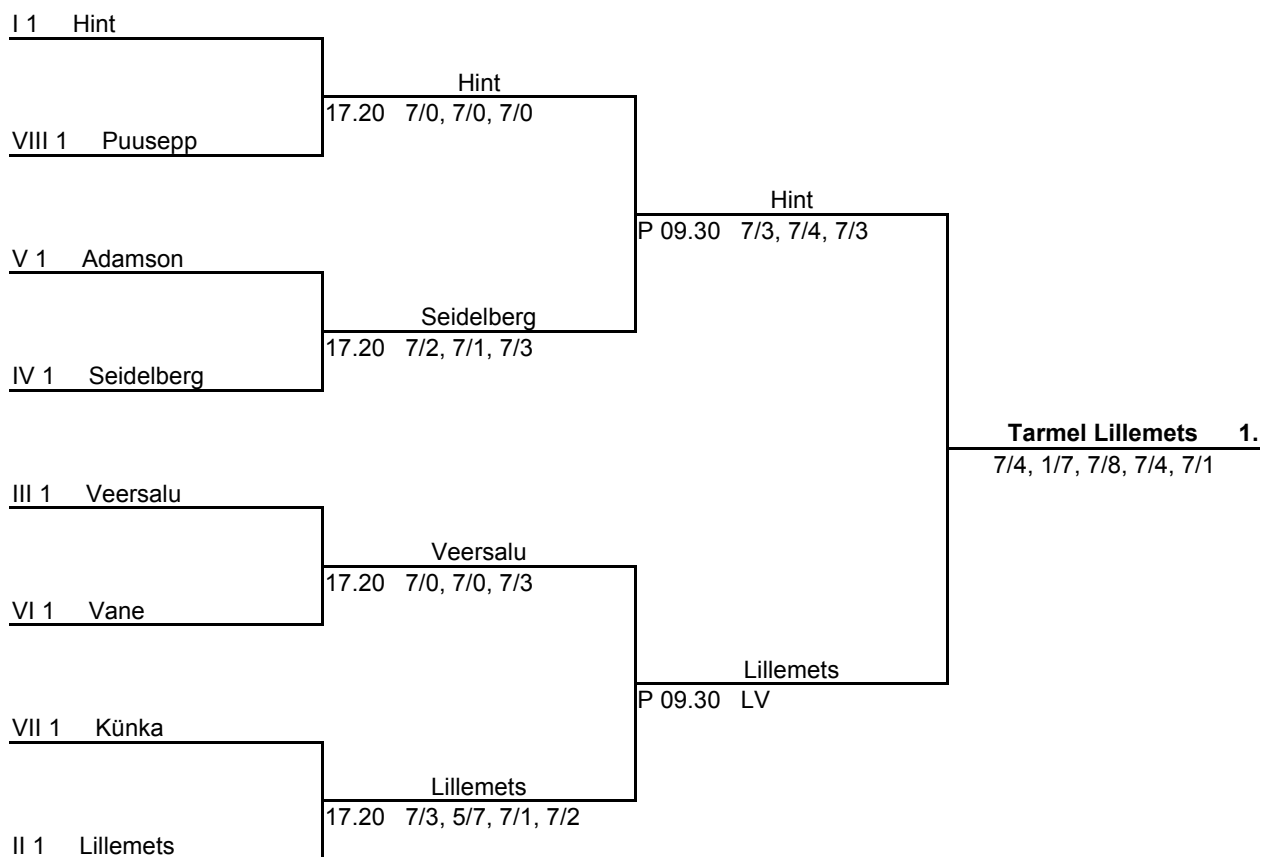 I 1 Hint
Hint
17.20 7/0, 7/0, 7/0
VIII 1 Puusepp
Hint
P 09.30 7/3, 7/4, 7/3
V 1 Adamson
Seidelberg
17.20 7/2, 7/1, 7/3
IV 1 Seidelberg
Tarmel Lillemets 1.
7/4, 1/7, 7/8, 7/4, 7/1
III 1 Veersalu
Veersalu
17.20 7/0, 7/0, 7/3
VI 1 Vane
Lillemets
P 09.30 LV
VII 1 Künka
Lillemets
17.20 7/3, 5/7, 7/1, 7/2
II 1 Lillemets